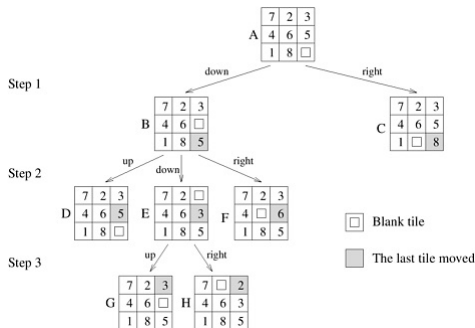 7 2 3
A 4 6 5
1 8
down right
Step 1
7 2 3 7 2 3
B 4 6 C 4 6 5
1 8 5 1 8
up down right
Step 2
7 2 3 7 2 7 2 3
D 4 6 5 E 4 6 3 F 4 6
1 8 1 8 5 1 8 5
Blank tile
up right
Step 3
The last tile moved
7 2 3 7 2
G 4 6 H 4 6 3
1 8 5 1 8 5